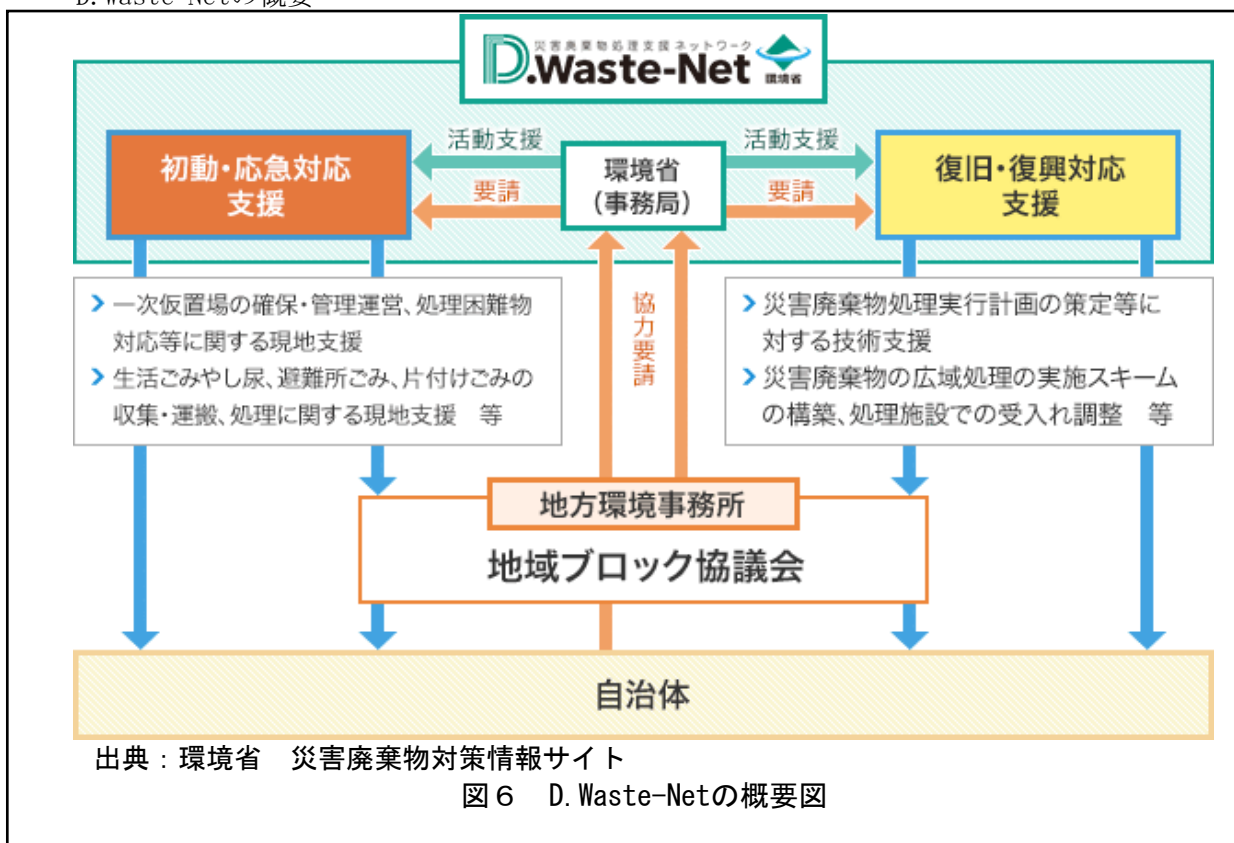 D.Waste-Netの概要
災害廃棄物処理支援ネットワーク
D.Waste-Net
環境省
初動・応急対応
支援
活動支援
要請
環境省
(事務局)
活動支援
要請
復旧・復興対応
支援
一次仮置場の確保・管理運営、処理困難物
対応等に関する現地支援
生活ごみやし尿、避難所ごみ、片付けごみの
収集・運搬、処理に関する現地支援　等
協力要請
災害廃棄物処理実行計画の策定等に
対する技術支援
災害廃棄物の広域処理の実施スキーム
の構築、処理施設での受入れ調整　等
地方環境事務所
地域ブロック協議会
自治体
出典：環境省　災害廃棄物対策情報サイト
図６　D.Waste-Netの概要図